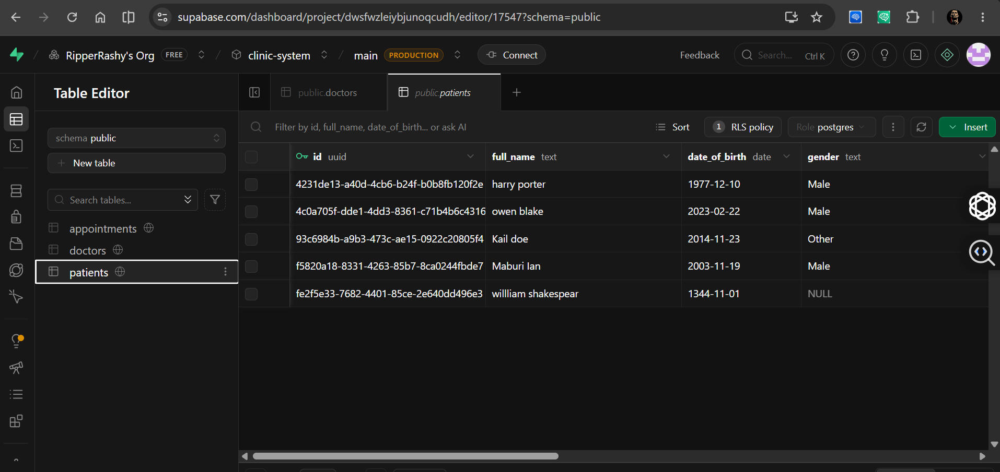 supabase.com/dashboard/project/dwsfwzleiybjunoqcudh/editor/17547?schema=public
RipperRashy's Org FREE clinic-system main PRODUCTION Connect Feedback Search... Ctrl K
Table Editor
public.doctors public.patients
schema public
Filter by id, full_name, date_of_birth... or ask AI Sort 1 RLS policy Role postgres Insert
New table
id uuid full_name text date_of_birth date gender text
Search tables...
appointments
doctors
patients
4231de13-a40d-4cb6-b24f-b0b8fb120f2e harry porter 1977-12-10 Male
4c0a705f-dde1-4dd3-8361-c71b4b6c4316 owen blake 2023-02-22 Male
93c6984b-a9b3-473c-ae15-0922c20805f4 Kail doe 2014-11-23 Other
f5820a18-8331-4263-85b7-8ca0244fbde7 Maburi Ian 2003-11-19 Male
fe2f5e33-7682-4401-85ce-2e640dd496e3 willliam shakespear 1344-11-01 NULL